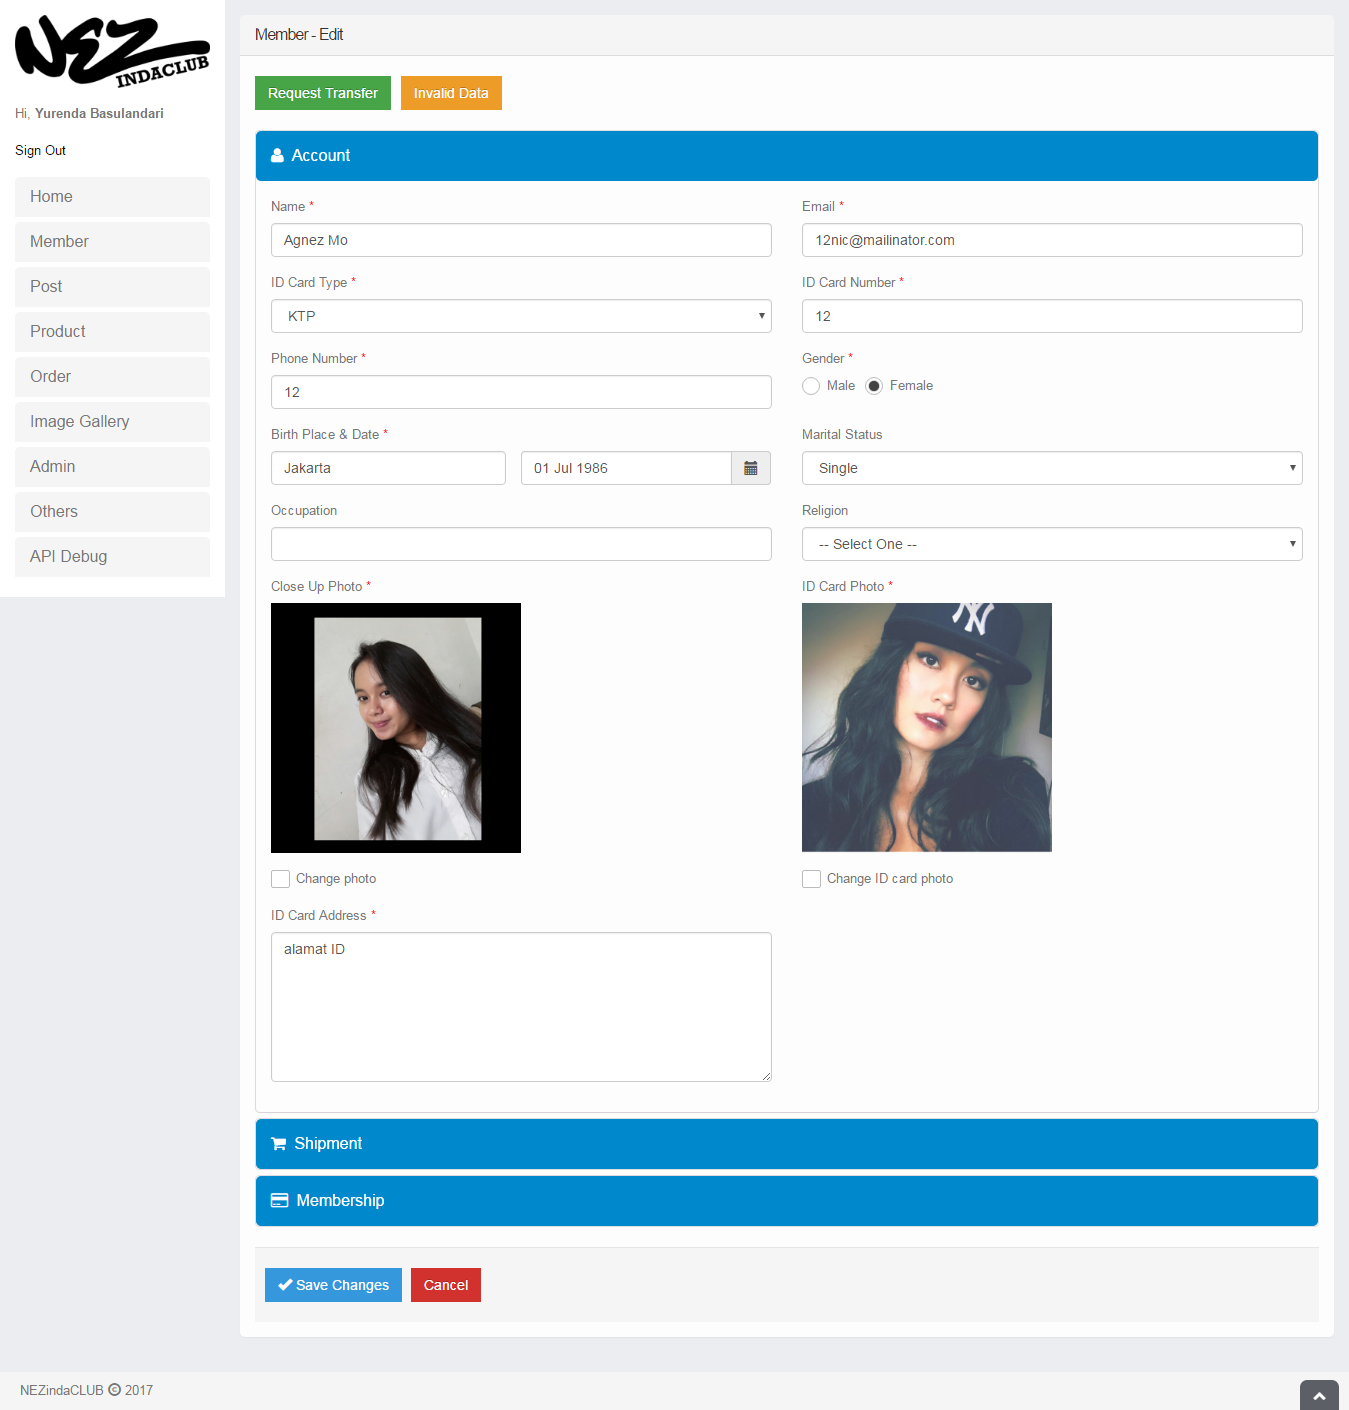 NEZ
INDACLUB
Hi, Yurenda Basulandari
Sign Out
Home
Member
Post
Product
Order
Image Gallery
Admin
Others
API Debug
Member - Edit
Request Transfer
Invalid Data
Account
Name *
Email *
Agnez Mo
12nic@mailinator.com
ID Card Type *
ID Card Number *
KTP
12
Phone Number *
Gender *
12
Male
Female
Birth Place & Date *
Marital Status
Jakarta
01 Jul 1986
Single
Occupation
Religion
-- Select One --
Close Up Photo *
ID Card Photo *
NY
Change photo
Change ID card photo
ID Card Address *
alamat ID
Shipment
Membership
Save Changes
Cancel
NEZindaCLUB © 2017